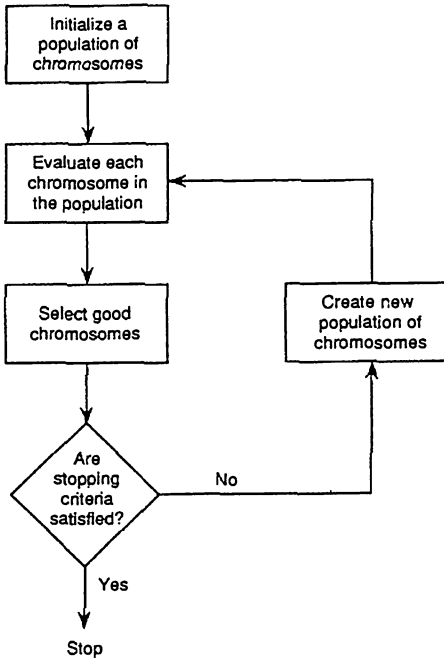 Initialize a
population of
chromosomes
Evaluate each
chromosome in
the population
Select good
chromosomes
Create new
population of
chromosomes
Are
stopping
criteria
satisfied?
No
Yes
Stop